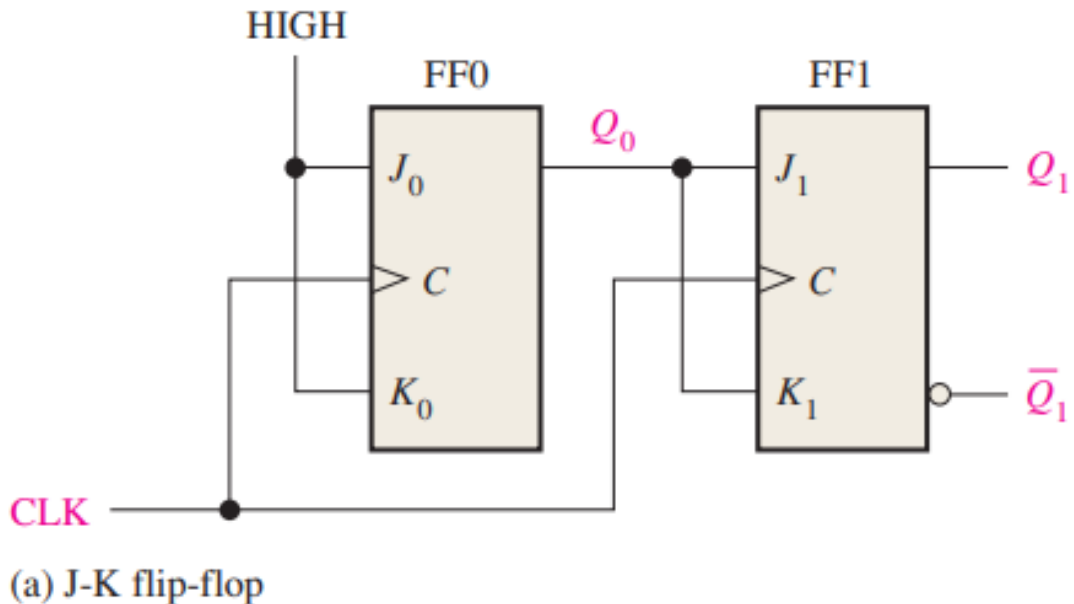 HIGH
FF0
FF1
Q₀
J₀
J₁
Q₁
C
C
K₀
K₁
Q̅₁
CLK
(a) J-K flip-flop